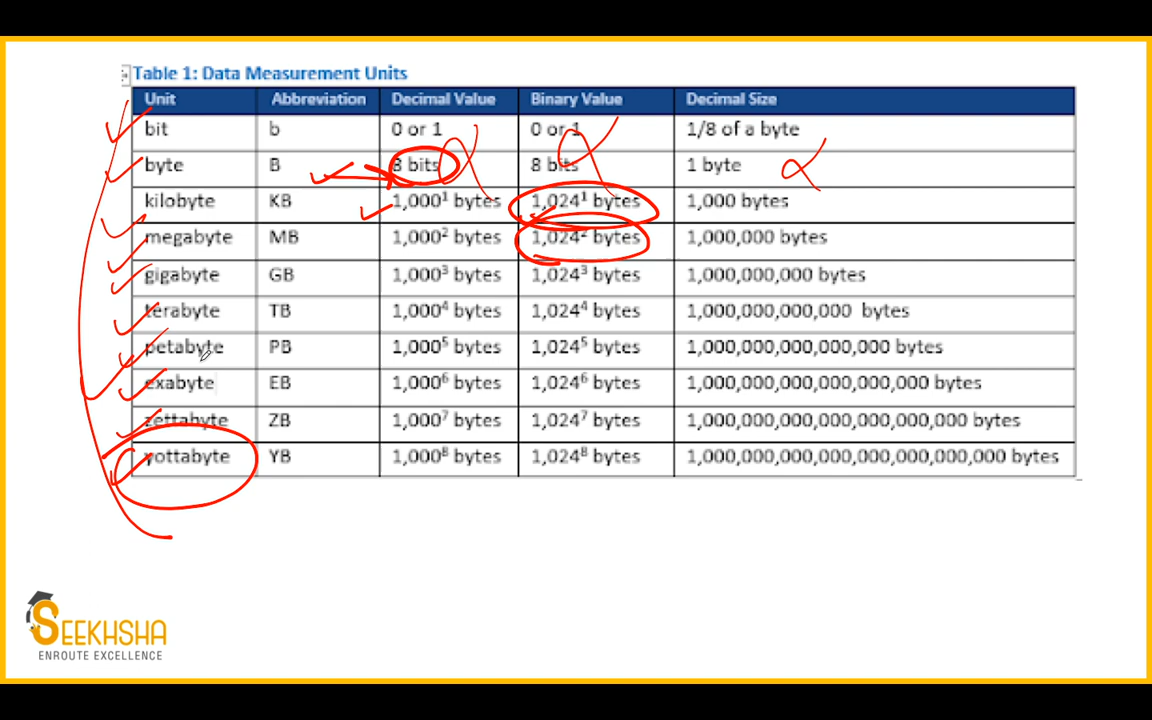 Table 1: Data Measurement Units
Unit Abbreviation Decimal Value Binary Value Decimal Size
bit b 0 or 1 0 or 1 1/8 of a byte
byte B 8 bits 8 bits 1 byte
kilobyte KB 1,000¹ bytes 1,024¹ bytes 1,000 bytes
megabyte MB 1,000² bytes 1,024² bytes 1,000,000 bytes
gigabyte GB 1,000³ bytes 1,024³ bytes 1,000,000,000 bytes
terabyte TB 1,000⁴ bytes 1,024⁴ bytes 1,000,000,000,000 bytes
petabyte PB 1,000⁵ bytes 1,024⁵ bytes 1,000,000,000,000,000 bytes
exabyte EB 1,000⁶ bytes 1,024⁶ bytes 1,000,000,000,000,000,000 bytes
zettabyte ZB 1,000⁷ bytes 1,024⁷ bytes 1,000,000,000,000,000,000,000 bytes
yottabyte YB 1,000⁸ bytes 1,024⁸ bytes 1,000,000,000,000,000,000,000,000 bytes
SEEKHSHA
ENROUTE EXCELLENCE